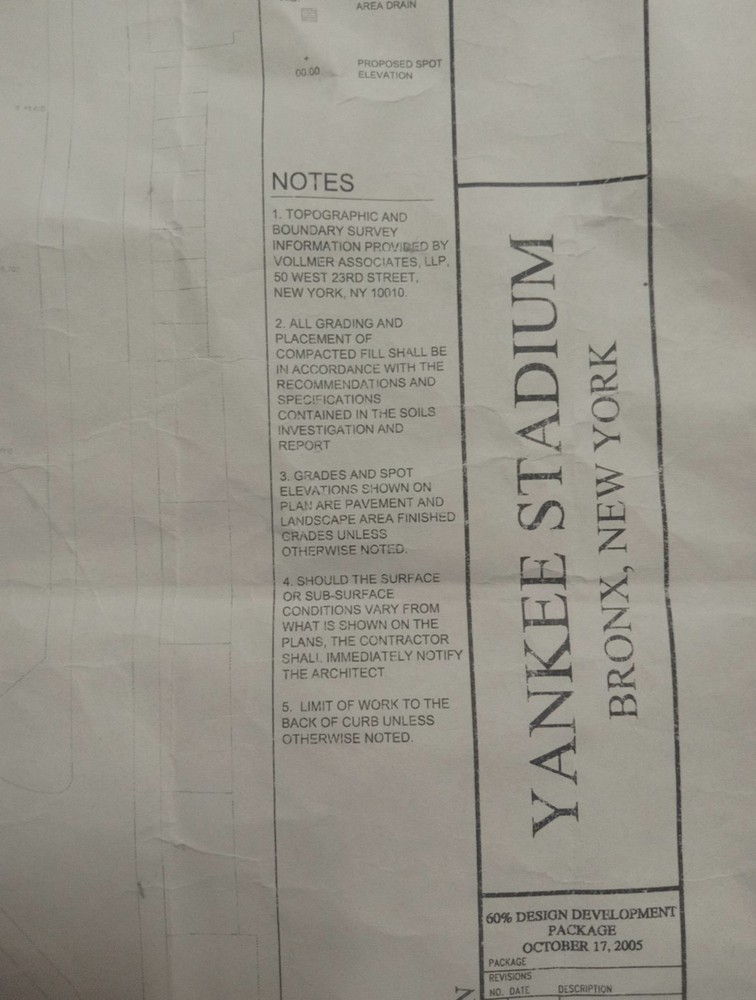 AREA DRAIN
00.00
PROPOSED SPOT
ELEVATION
NOTES
1. TOPOGRAPHIC AND
BOUNDARY SURVEY
INFORMATION PROVIDED BY
VOLLMER ASSOCIATES, LLP,
50 WEST 23RD STREET,
NEW YORK, NY 10010.
2. ALL GRADING AND
PLACEMENT OF
COMPACTED FILL SHALL BE
IN ACCORDANCE WITH THE
RECOMMENDATIONS AND
SPECIFICATIONS
CONTAINED IN THE SOILS
INVESTIGATION AND
REPORT
3. GRADES AND SPOT
ELEVATIONS SHOWN ON
PLAN ARE PAVEMENT AND
LANDSCAPE AREA FINISHED
GRADES UNLESS
OTHERWISE NOTED.
4. SHOULD THE SURFACE
OR SUB-SURFACE
CONDITIONS VARY FROM
WHAT IS SHOWN ON THE
PLANS, THE CONTRACTOR
SHALL IMMEDIATELY NOTIFY
THE ARCHITECT
5. LIMIT OF WORK TO THE
BACK OF CURB UNLESS
OTHERWISE NOTED.
YANKEE STADIUM
BRONX, NEW YORK
60% DESIGN DEVELOPMENT
PACKAGE
OCTOBER 17, 2005
PACKAGE
REVISIONS
NO. DATE DESCRIPTION